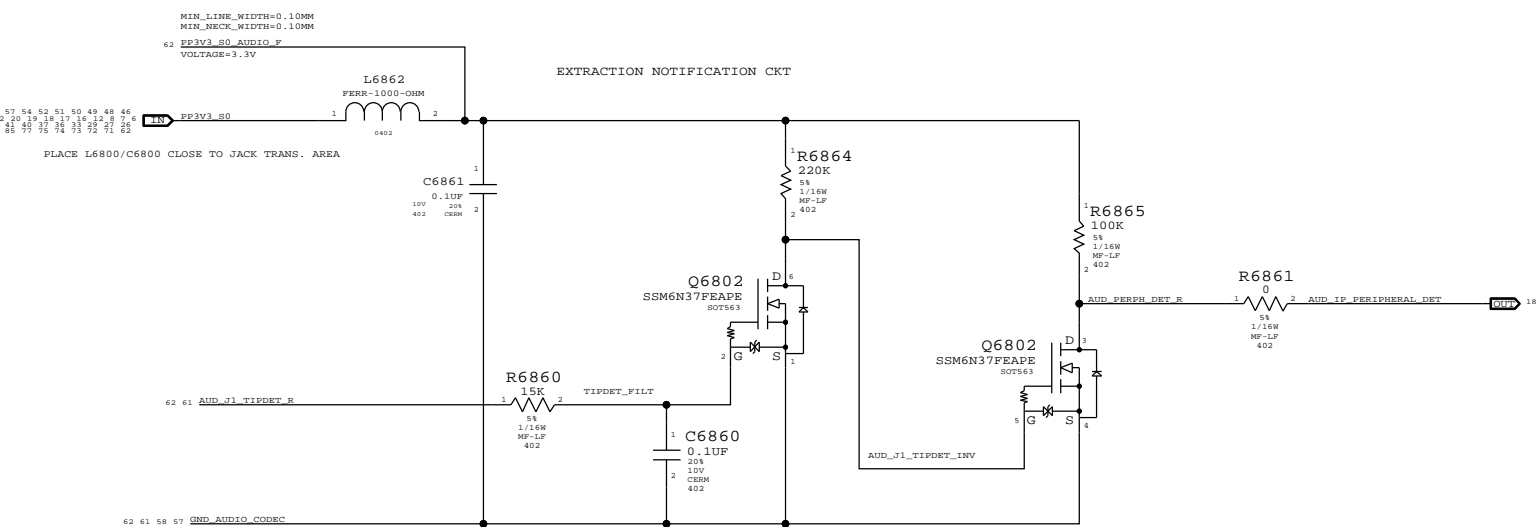 MIN_LINE_WIDTH=0.10MM
MIN_NECK_WIDTH=0.10MM
62 PP3V3_S0_AUDIO_F
VOLTAGE=3.3V
EXTRACTION NOTIFICATION CKT
L6862
FERR-1000-OHM
1 2
0402
57 54 52 51 50 49 48 46
2 20 19 18 17 16 12 8 7 6
41 40 37 36 33 29 27 26
85 77 75 74 73 72 71 62
IN PP3V3_S0
PLACE L6800/C6800 CLOSE TO JACK TRANS. AREA
1
C6861
0.1UF
10V 20%
402 CERM
2
1
R6864
220K
5%
1/16W
MF-LF
402
2
1
R6865
100K
5%
1/16W
MF-LF
402
2
Q6802
SSM6N37FEAPE
SOT563
D 6
2 G S 1
R6861
0
1 2
5%
1/16W
MF-LF
402
AUD_PERPH_DET_R
AUD_IP_PERIPHERAL_DET
OUT 18
Q6802
SSM6N37FEAPE
SOT563
D 3
5 G S 4
62 61 AUD_J1_TIPDET_R
R6860
15K
1 2
5%
1/16W
MF-LF
402
TIPDET_FILT
1
C6860
0.1UF
20%
10V
CERM
402
2
AUD_J1_TIPDET_INV
62 61 58 57 GND_AUDIO_CODEC